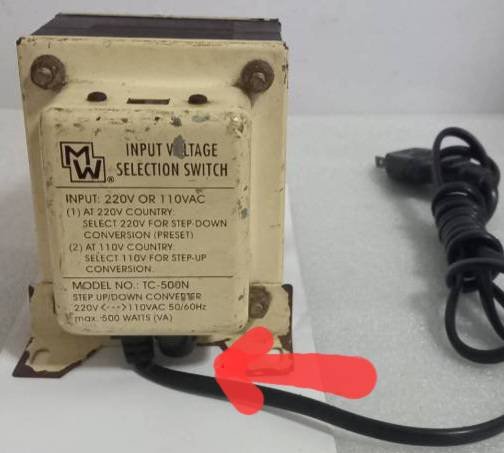 MW®
INPUT VOLTAGE
SELECTION SWITCH
INPUT: 220V OR 110VAC
(1) AT 220V COUNTRY:
SELECT 220V FOR STEP-DOWN
CONVERSION (PRESET)
(2) AT 110V COUNTRY:
SELECT 110V FOR STEP-UP
CONVERSION.
MODEL NO.: TC-500N
STEP UP/DOWN CONVERTER
220V <---> 110VAC 50/60Hz
max. 500 WATTS (VA)